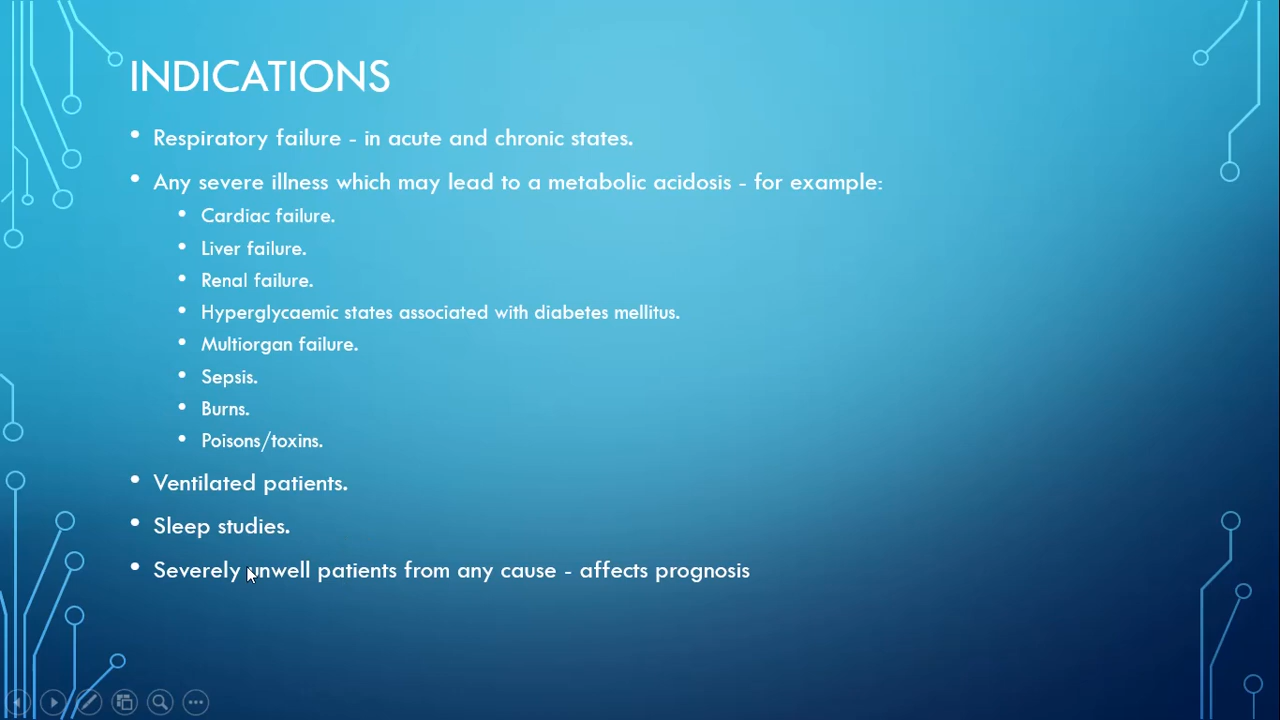 INDICATIONS
• Respiratory failure - in acute and chronic states.
• Any severe illness which may lead to a metabolic acidosis - for example:
• Cardiac failure.
• Liver failure.
• Renal failure.
• Hyperglycaemic states associated with diabetes mellitus.
• Multiorgan failure.
• Sepsis.
• Burns.
• Poisons/toxins.
• Ventilated patients.
• Sleep studies.
• Severely unwell patients from any cause - affects prognosis